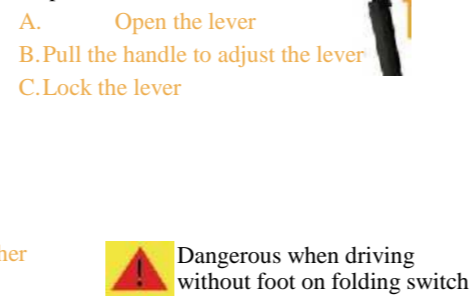 A. Open the lever
B.Pull the handle to adjust the lever
C.Lock the lever
her
Dangerous when driving
without foot on folding switch